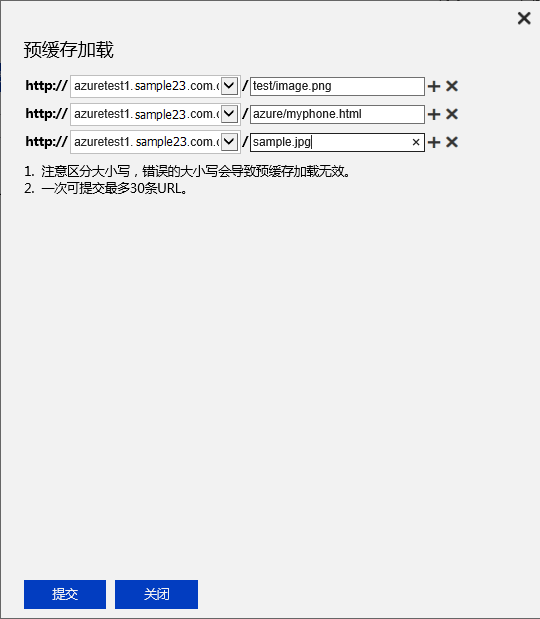 预缓存加载
http:// azuretest1.sample23.com.c / test/image.png
http:// azuretest1.sample23.com.c / azure/myphone.html
http:// azuretest1.sample23.com.c / sample.jpg
1. 注意区分大小写，错误的大小写会导致预缓存加载无效。
2. 一次可提交最多30条URL。
提交 关闭